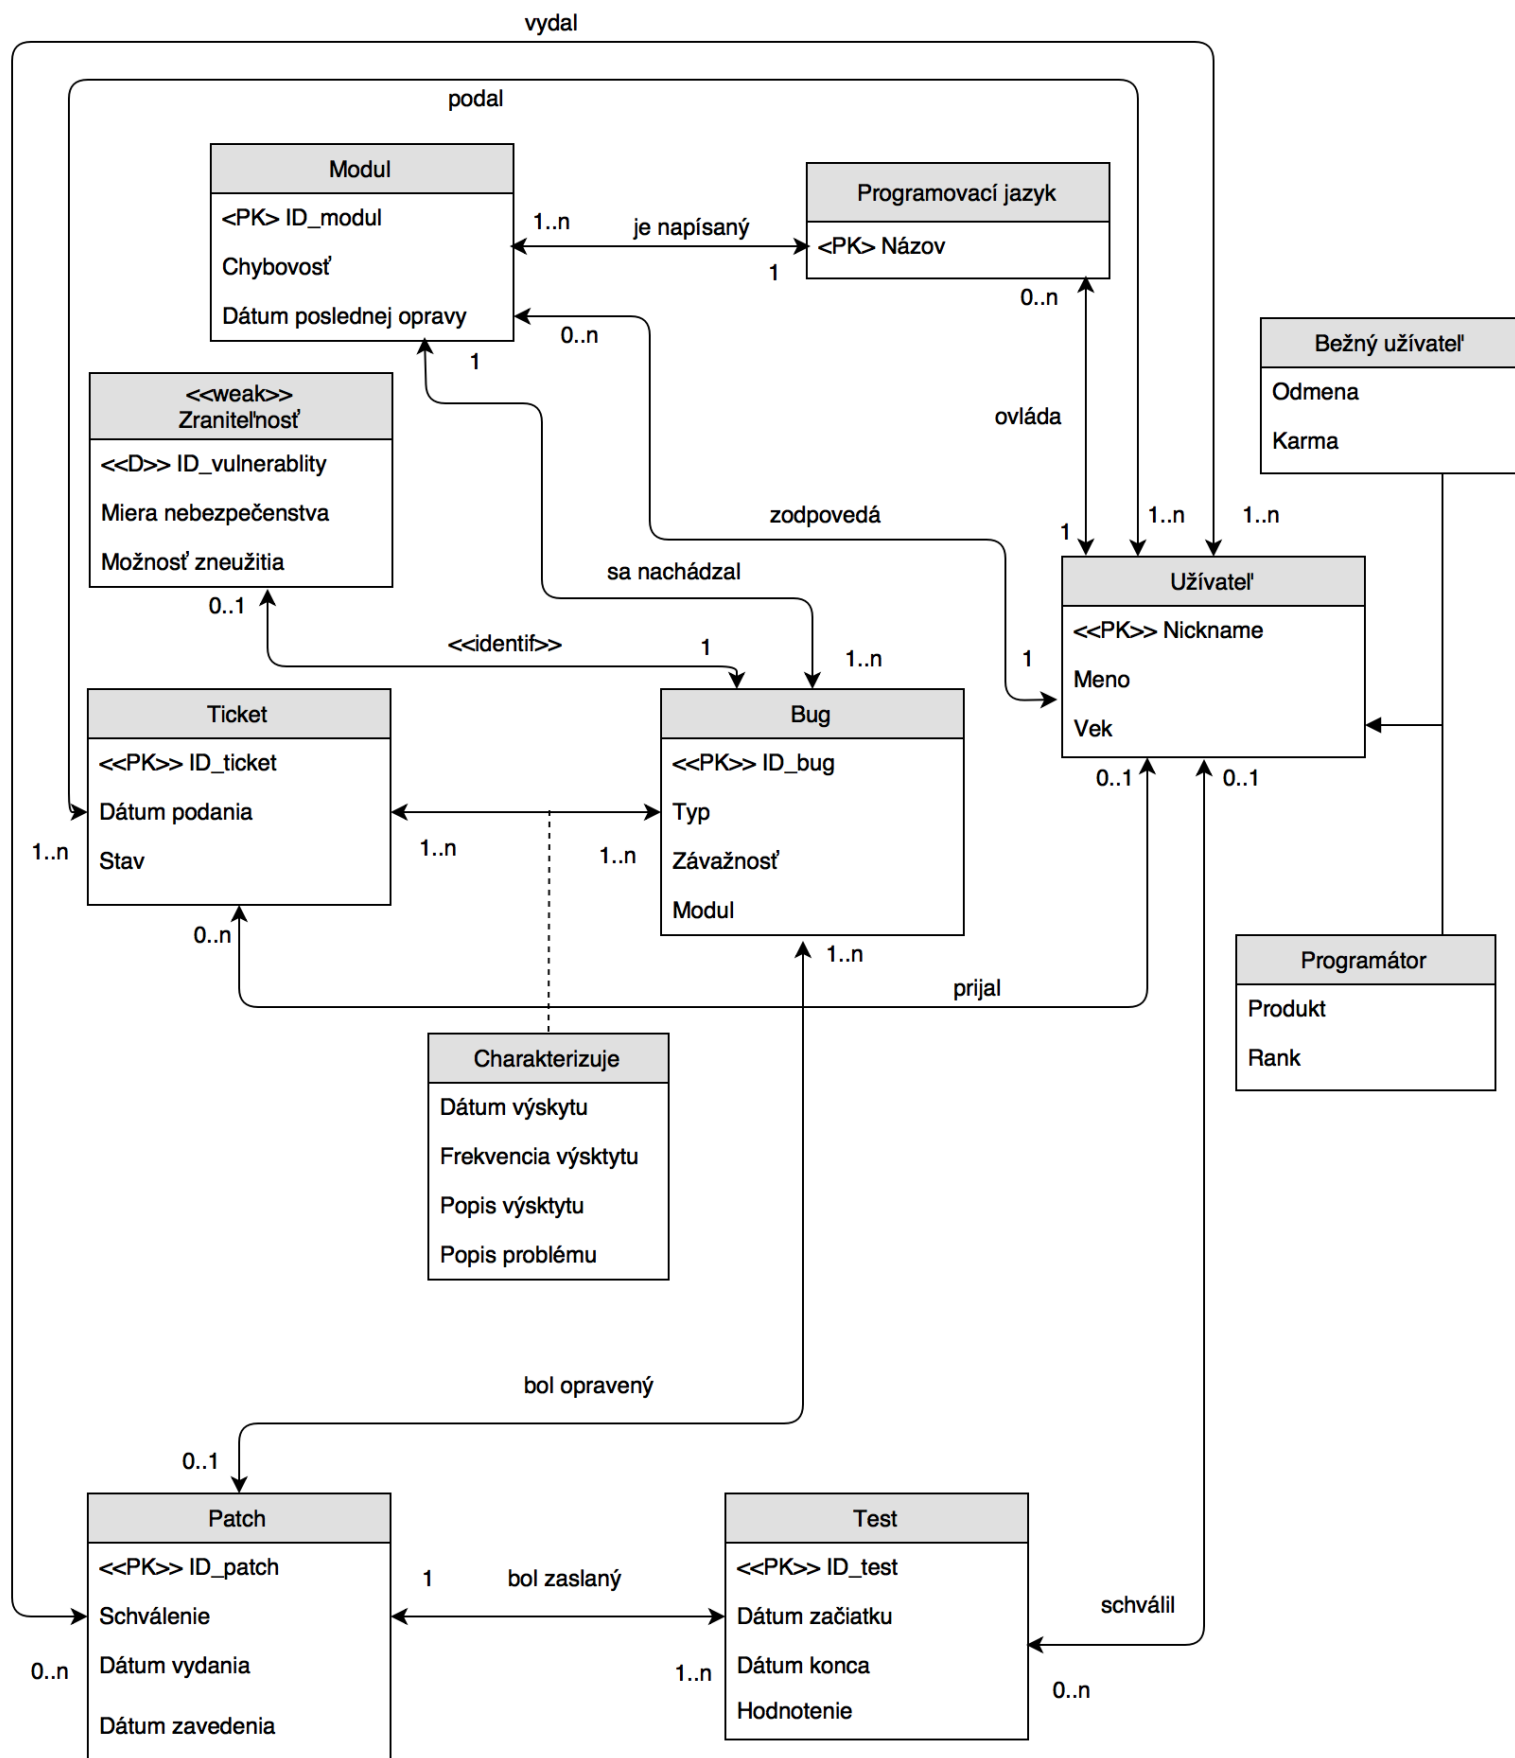 vydal
podal
Modul
<PK> ID_modul
Chybovosť
Dátum poslednej opravy
1..n
je napísaný
1
Programovací jazyk
<PK> Názov
0..n
0..n
1
Bežný užívateľ
Odmena
Karma
<<weak>>
Zraniteľnosť
<<D>> ID_vulnerablity
Miera nebezpečenstva
Možnosť zneužitia
ovláda
zodpovedá
1..n
1..n
1
sa nachádzal
0..1
<<identif>>
1
1..n
1
Užívateľ
<<PK>> Nickname
Meno
Vek
Ticket
<<PK>> ID_ticket
Dátum podania
Stav
Bug
<<PK>> ID_bug
Typ
Závažnosť
Modul
0..1
0..1
1..n
1..n
1..n
0..n
1..n
prijal
Programátor
Produkt
Rank
Charakterizuje
Dátum výskytu
Frekvencia výsktytu
Popis výsktytu
Popis problému
bol opravený
0..1
Patch
<<PK>> ID_patch
Schválenie
Dátum vydania
Dátum zavedenia
1
bol zaslaný
Test
<<PK>> ID_test
Dátum začiatku
Dátum konca
Hodnotenie
schválil
0..n
1..n
0..n